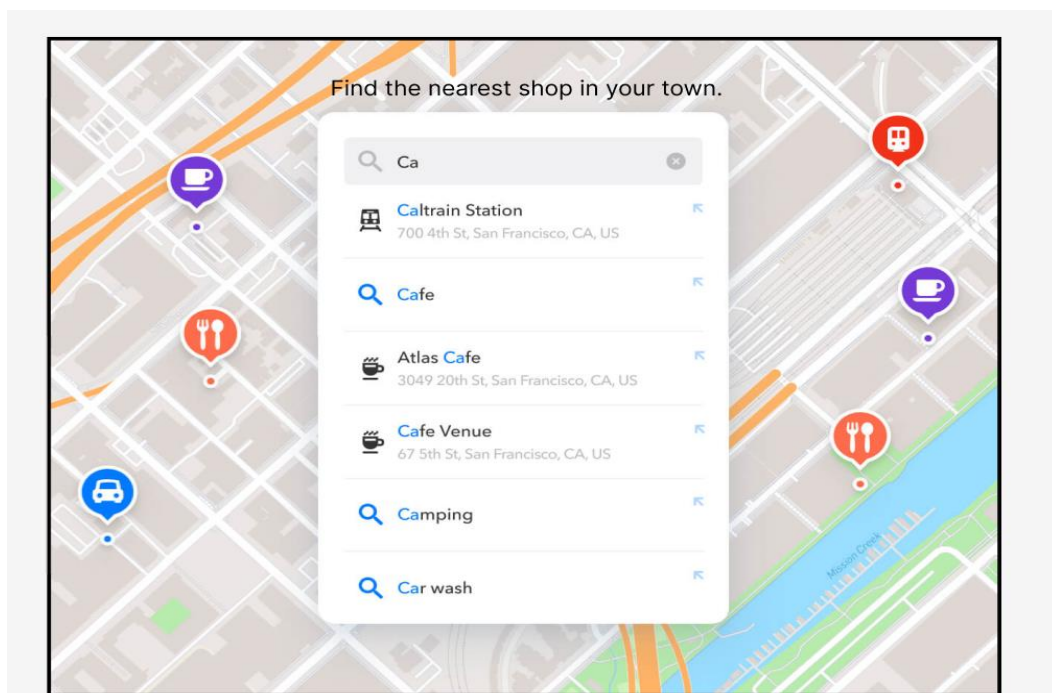 Find the nearest shop in your town.
Ca
Caltrain Station
700 4th St, San Francisco, CA, US
Cafe
Atlas Cafe
3049 20th St, San Francisco, CA, US
Cafe Venue
67 5th St, San Francisco, CA, US
Camping
Car wash
Mission Creek